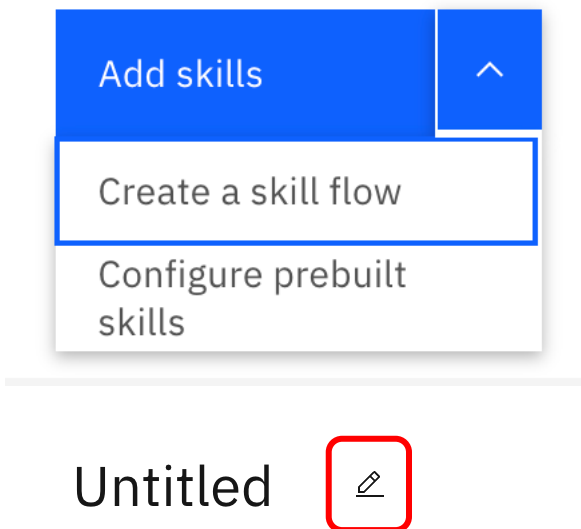 Add skills
Create a skill flow
Configure prebuilt
skills
Untitled